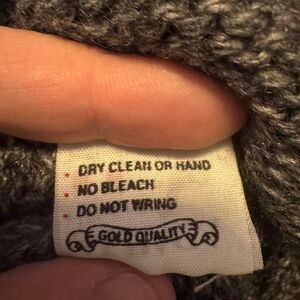 . DRY CLEAN OR HAND
. NO BLEACH
. DO NOT WRING
GOLD QUALITY